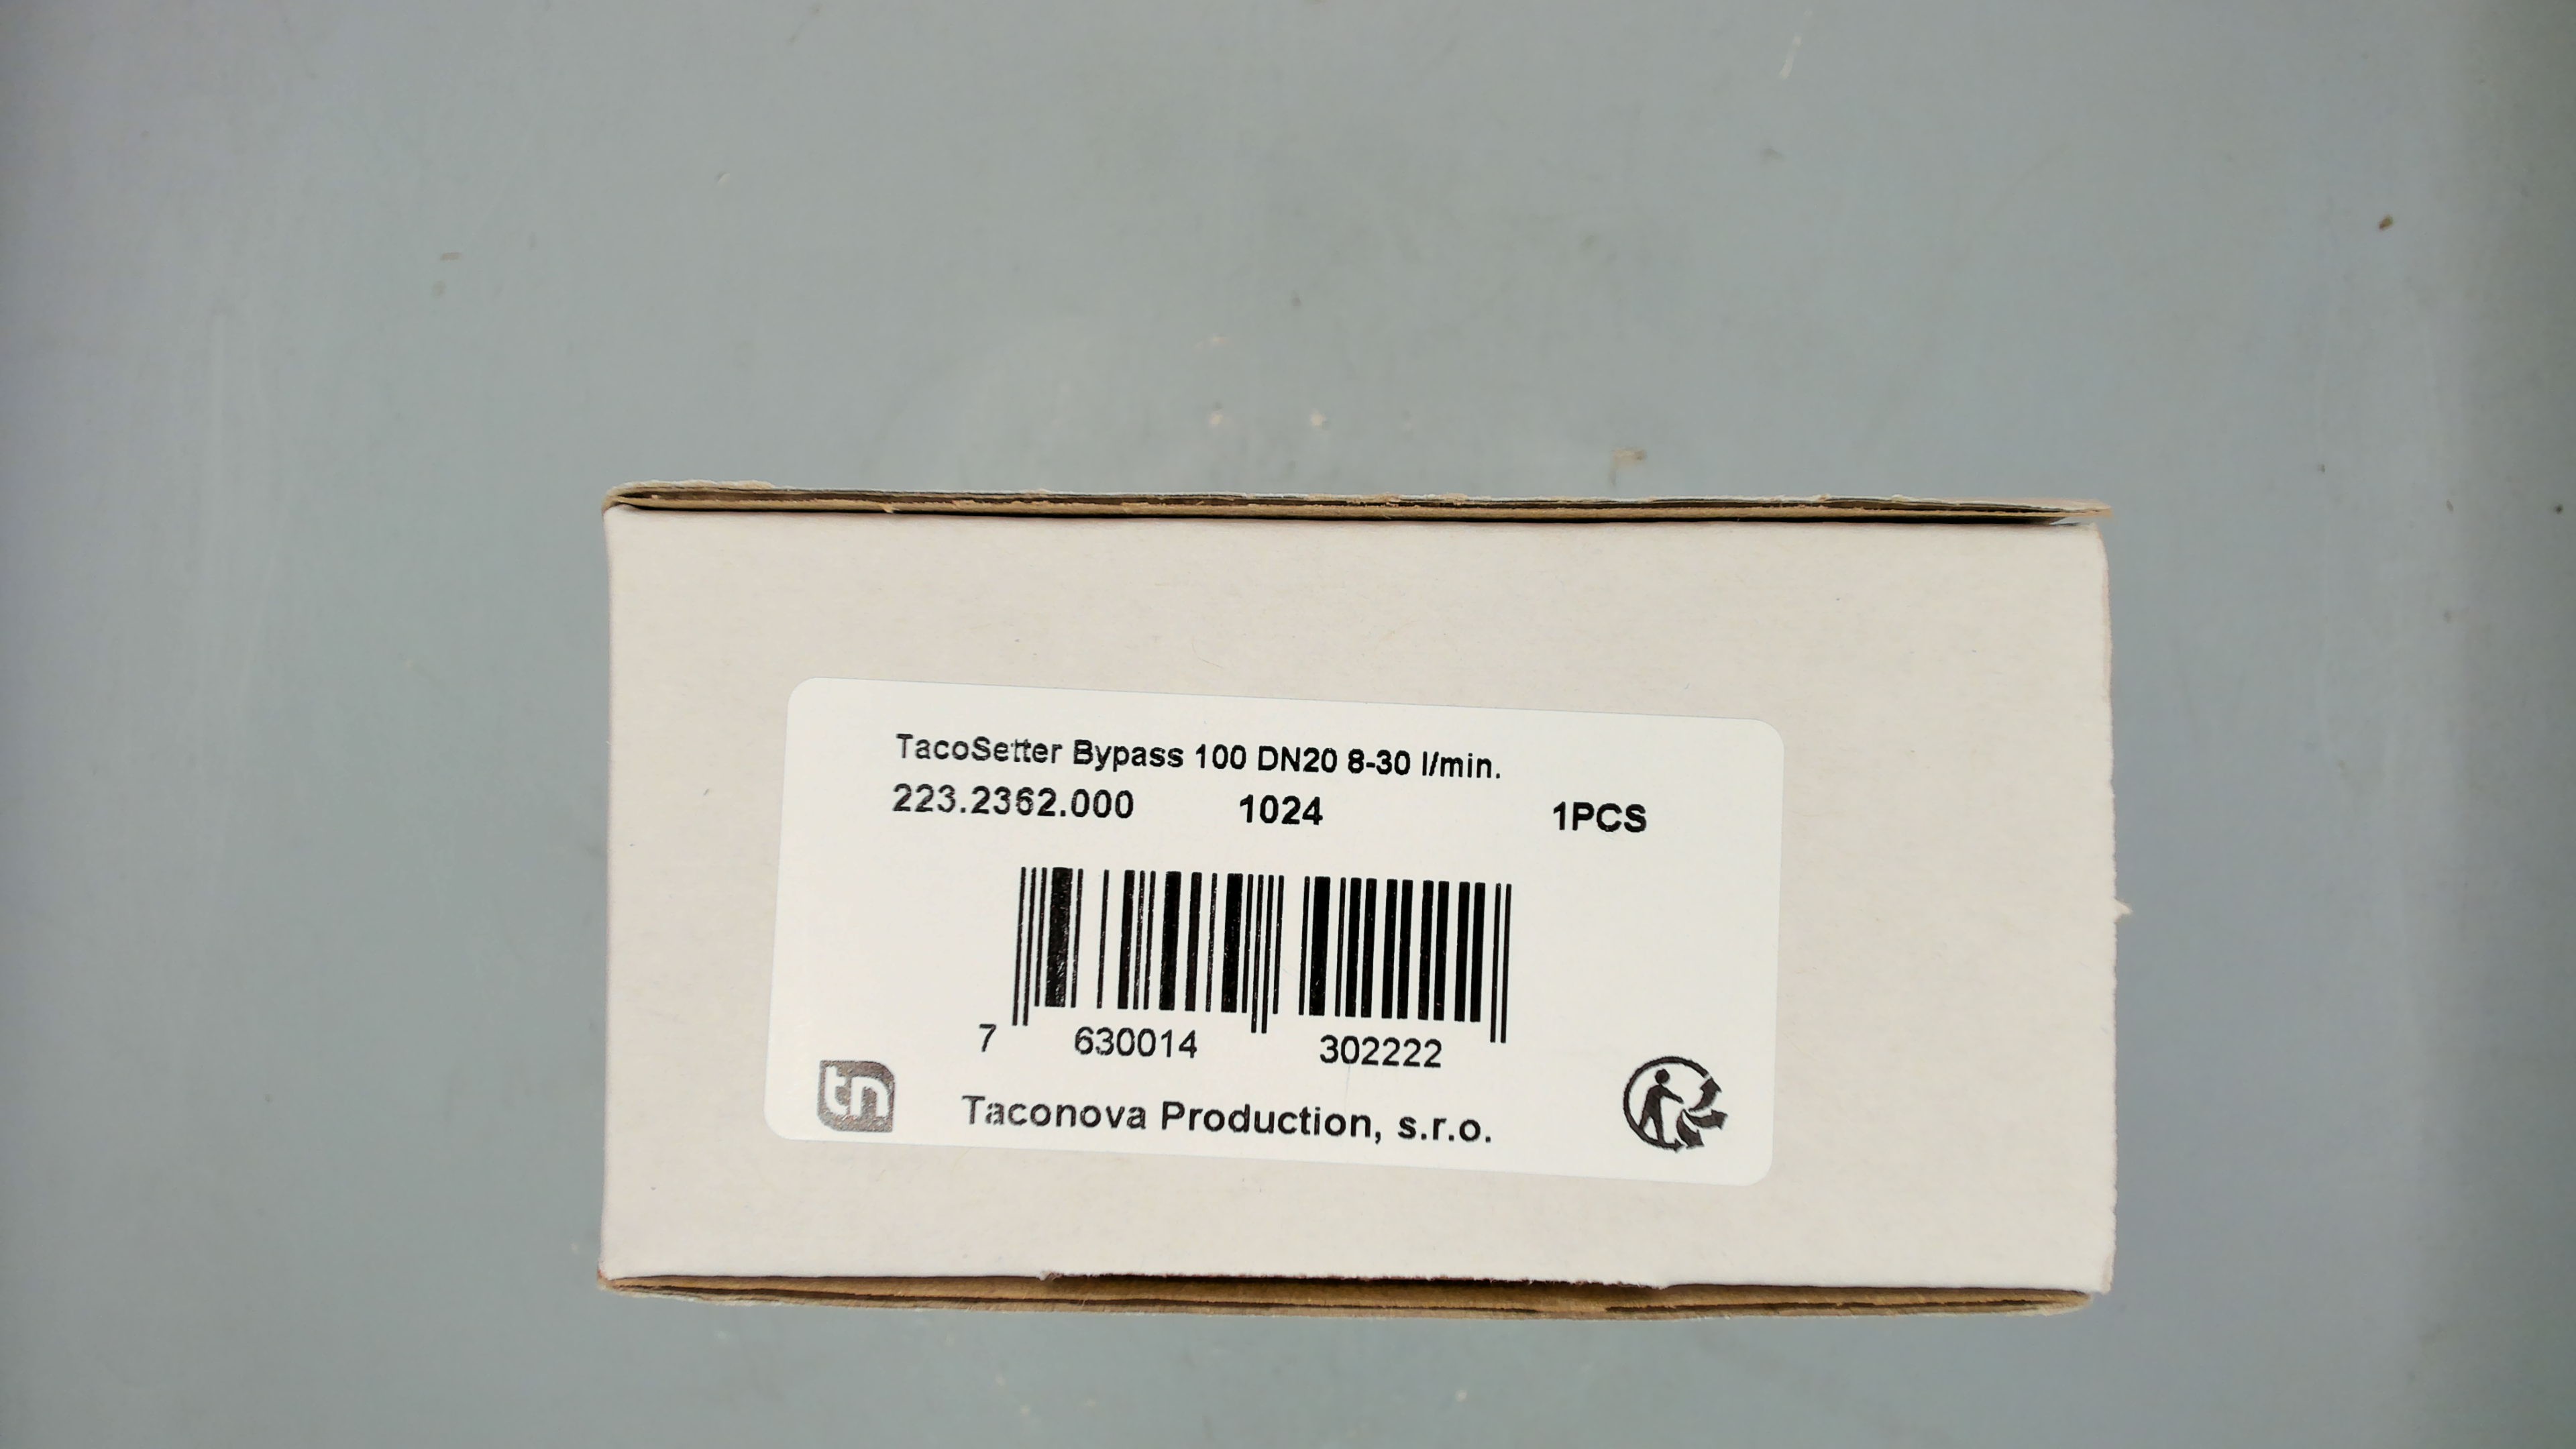 TacoSetter Bypass 100 DN20 8-30 l/min.
223.2362.000 1024 1PCS
7 630014 302222
tn
Taconova Production, s.r.o.